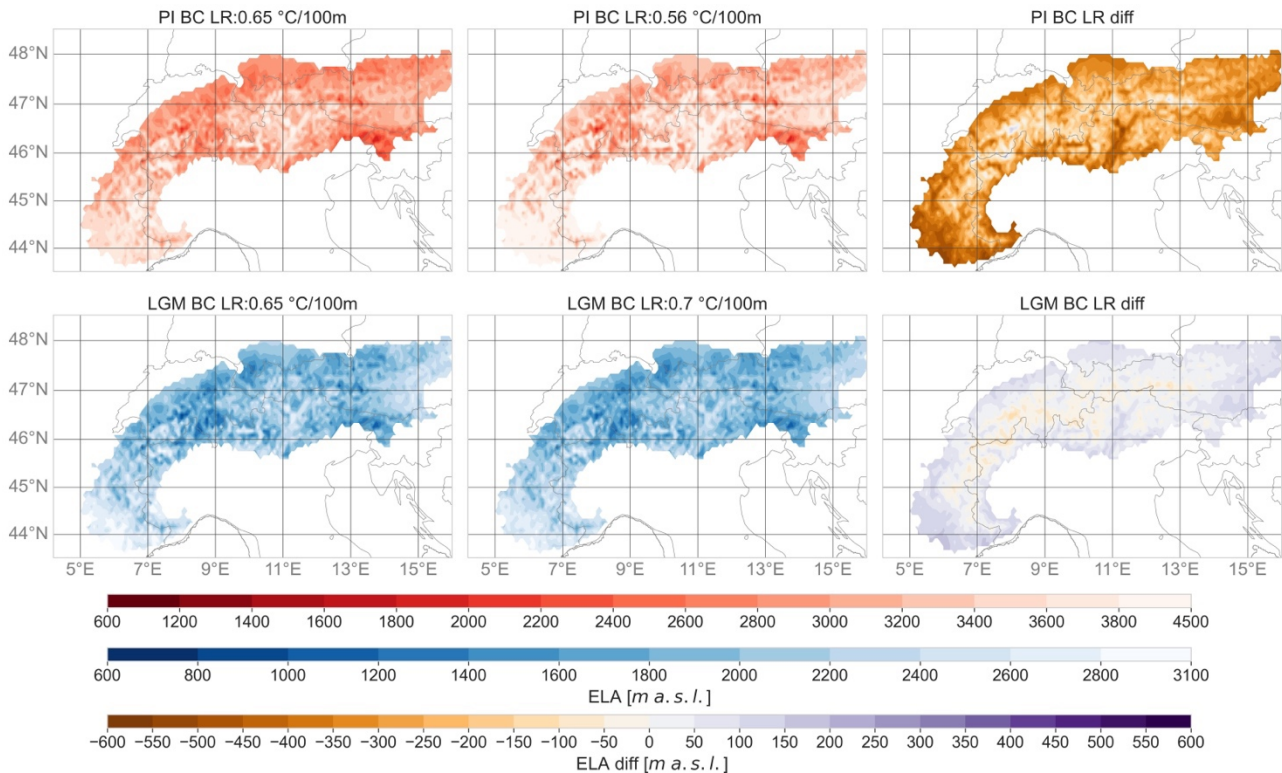 PI BC LR:0.65 °C/100m PI BC LR:0.56 °C/100m PI BC LR diff
48°N
47°N
46°N
45°N
44°N
LGM BC LR:0.65 °C/100m LGM BC LR:0.7 °C/100m LGM BC LR diff
48°N
47°N
46°N
45°N
44°N
5°E 7°E 9°E 11°E 13°E 15°E 5°E 7°E 9°E 11°E 13°E 15°E 5°E 7°E 9°E 11°E 13°E 15°E
600 1200 1400 1600 1800 2000 2200 2400 2600 2800 3000 3200 3400 3600 3800 4500
600 800 1000 1200 1400 1600 1800 2000 2200 2400 2600 2800 3100
ELA [m a. s. l.]
−600 −550 −500 −450 −400 −350 −300 −250 −200 −150 −100 −50 0 50 100 150 200 250 300 350 400 450 500 550 600
ELA diff [m a. s. l.]